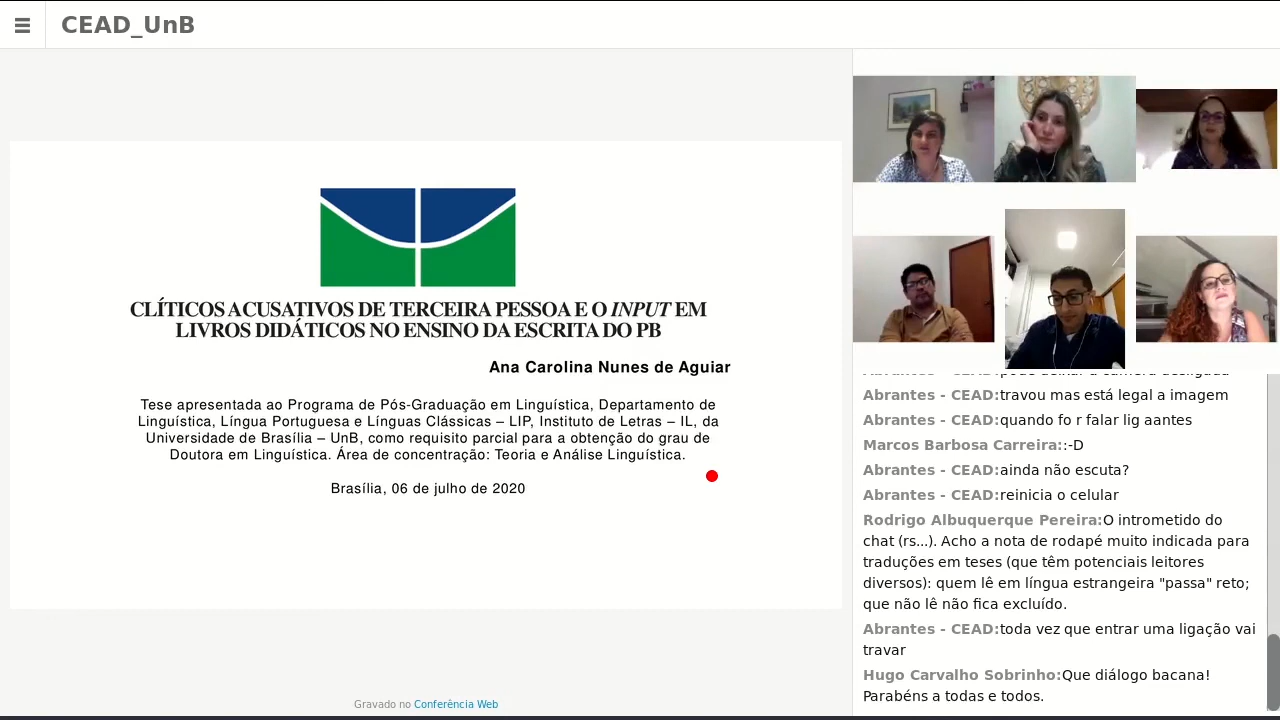 CEAD_UnB
CLÍTICOS ACUSATIVOS DE TERCEIRA PESSOA E O INPUT EM
LIVROS DIDÁTICOS NO ENSINO DA ESCRITA DO PB
Ana Carolina Nunes de Aguiar
Tese apresentada ao Programa de Pós-Graduação em Linguística, Departamento de
Linguística, Língua Portuguesa e Línguas Clássicas – LIP, Instituto de Letras – IL, da
Universidade de Brasília – UnB, como requisito parcial para a obtenção do grau de
Doutora em Linguística. Área de concentração: Teoria e Análise Linguística.
Brasília, 06 de julho de 2020
Gravado no Conferência Web
Abrantes - CEAD:pode deixar a câmera desligada
Abrantes - CEAD:travou mas está legal a imagem
Abrantes - CEAD:quando fo r falar lig aantes
Marcos Barbosa Carreira::-D
Abrantes - CEAD:ainda não escuta?
Abrantes - CEAD:reinicia o celular
Rodrigo Albuquerque Pereira:O intrometido do
chat (rs...). Acho a nota de rodapé muito indicada para
traduções em teses (que têm potenciais leitores
diversos): quem lê em língua estrangeira "passa" reto;
que não lê não fica excluído.
Abrantes - CEAD:toda vez que entrar uma ligação vai
travar
Hugo Carvalho Sobrinho:Que diálogo bacana!
Parabéns a todas e todos.